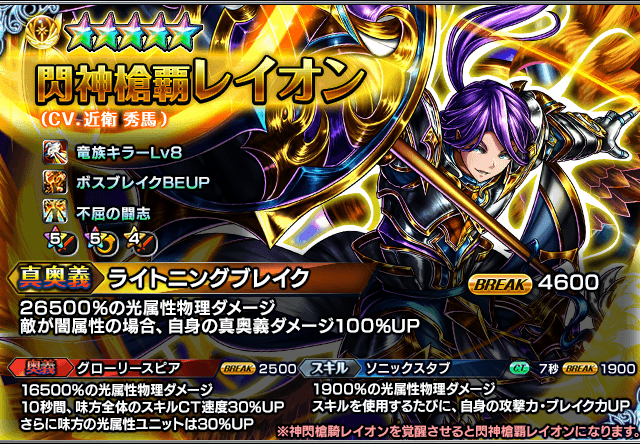 閃神槍覇レイオン
(CV.近衛 秀馬)
竜族キラーLv8
ボスブレイクBEUP
不屈の闘志
5 5 4
真奥義 ライトニングブレイク BREAK 4600
26500%の光属性物理ダメージ
敵が闇属性の場合、自身の真奥義ダメージ100%UP
奥義 グローリースピア BREAK 2500
16500%の光属性物理ダメージ
10秒間、味方全体のスキルCT速度30%UP
さらに味方の光属性ユニットは30%UP
スキル ソニックスタブ CT 7秒 BREAK 1900
1900%の光属性物理ダメージ
スキルを使用するたびに、自身の攻撃力・ブレイク力UP
※神閃槍騎レイオンを覚醒させると閃神槍覇レイオンになります。